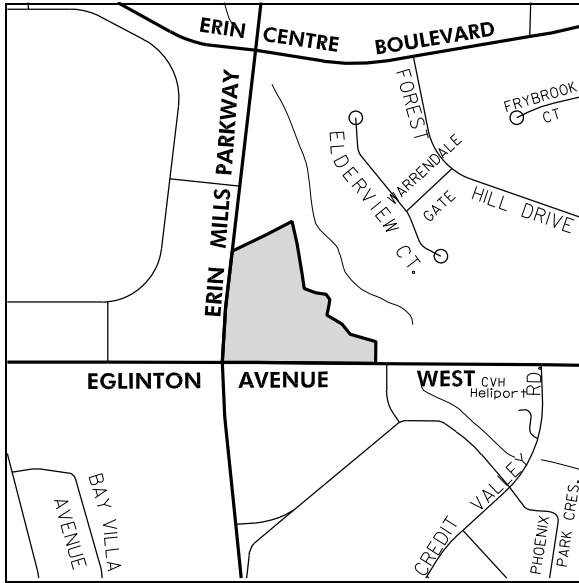 ERIN CENTRE BOULEVARD
ERIN MILLS PARKWAY
FOREST HILL DRIVE
FRYBROOK
CT
ELDERVIEW CT.
WARRENDALE
GATE
EGLINTON AVENUE WEST
CVH
Heliport
CREDIT VALLEY RD.
BAY VILLA
AVENUE
PHOENIX
PARK CRES.